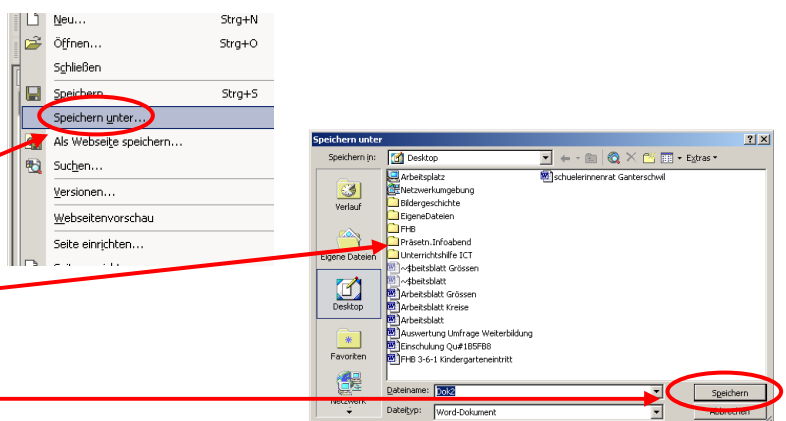 Neu... Strg+N
Öffnen... Strg+O
Schließen
Speichern Strg+S
Speichern unter...
Als Webseite speichern...
Suchen...
Versionen...
Webseitenvorschau
Seite einrichten...
Speichern unter
Speichern in: Desktop Extras
Verlauf
Eigene Dateien
Desktop
Favoriten
Netzwerk
Arbeitsplatz
Netzwerkumgebung
Bildergeschichte
EigeneDateien
FHB
Präsetn.Infoabend
Unterrichtshilfe ICT
~$beitsblatt Grössen
~$beitsblatt
Arbeitsblatt Grössen
Arbeitsblatt Kreise
Arbeitsblatt
Auswertung Umfrage Weiterbildung
Einschulung Qu#1B5FB8
FHB 3-6-1 Kindergarteneintritt
schuelerinnenrat Ganterschwil
Dateiname: Dok2 Speichern
Dateityp: Word-Dokument Abbrechen